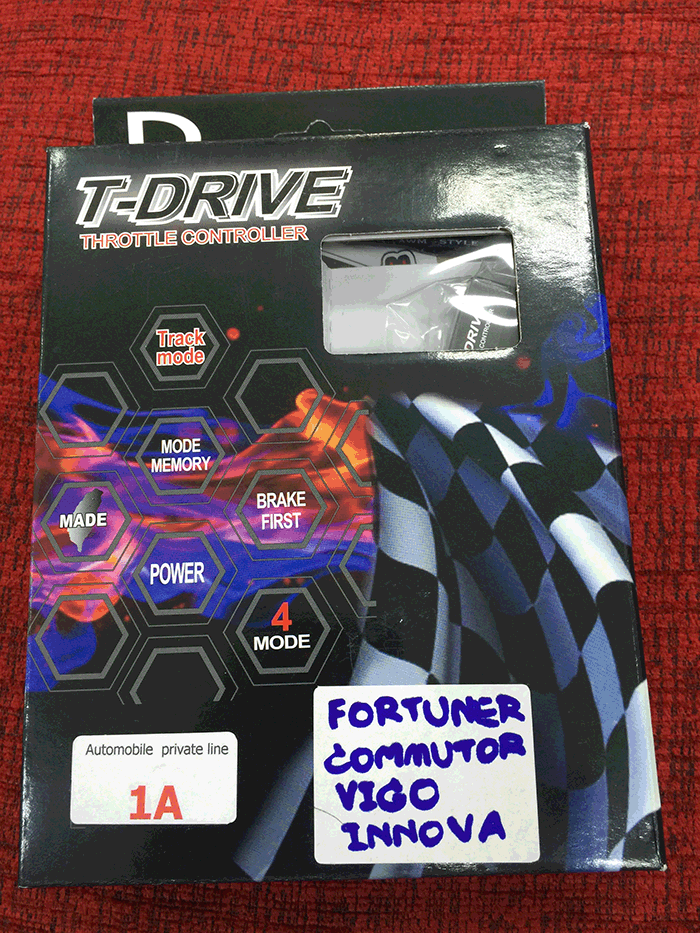 T-DRIVE
THROTTLE CONTROLLER
STYLE
Track
mode
MODE
MEMORY
MADE
BRAKE
FIRST
POWER
4
MODE
Automobile private line
1A
FORTUNER
COMMUTOR
VIGO
INNOVA